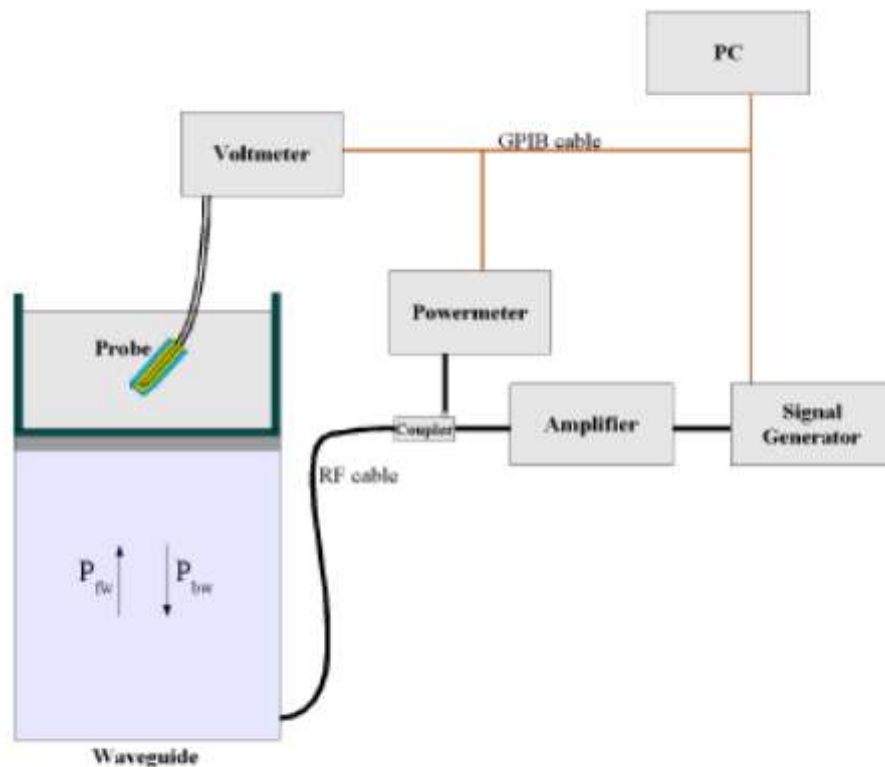 PC
Voltmeter
GPIB cable
Powermeter
Probe
Coupler
Amplifier
Signal
Generator
RF cable
P fw
P bw
Waveguide